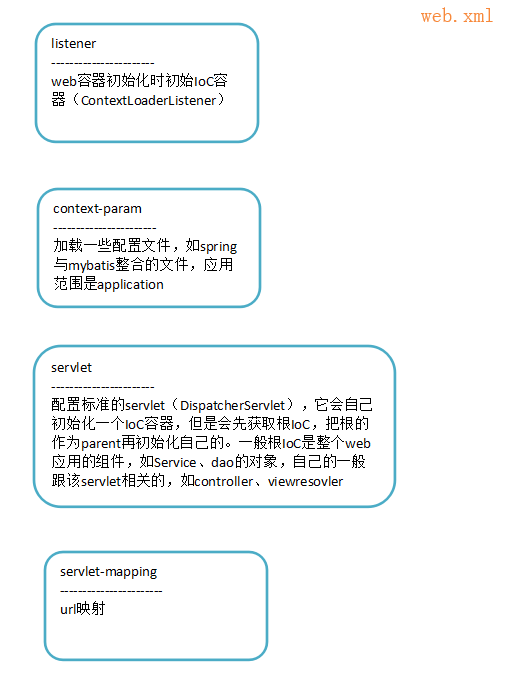 web.xml
listener
-----------------------
web容器初始化时初始IoC容
器（ContextLoaderListener）
context-param
-----------------------
加载一些配置文件，如spring
与mybatis整合的文件，应用
范围是application
servlet
-----------------------
配置标准的servlet（DispatcherServlet），它会自己
初始化一个IoC容器，但是会先获取根IoC，把根的
作为parent再初始化自己的。一般根IoC是整个web
应用的组件，如Service、dao的对象，自己的一般
跟该servlet相关的，如controller、viewresovler
servlet-mapping
-----------------------
url映射